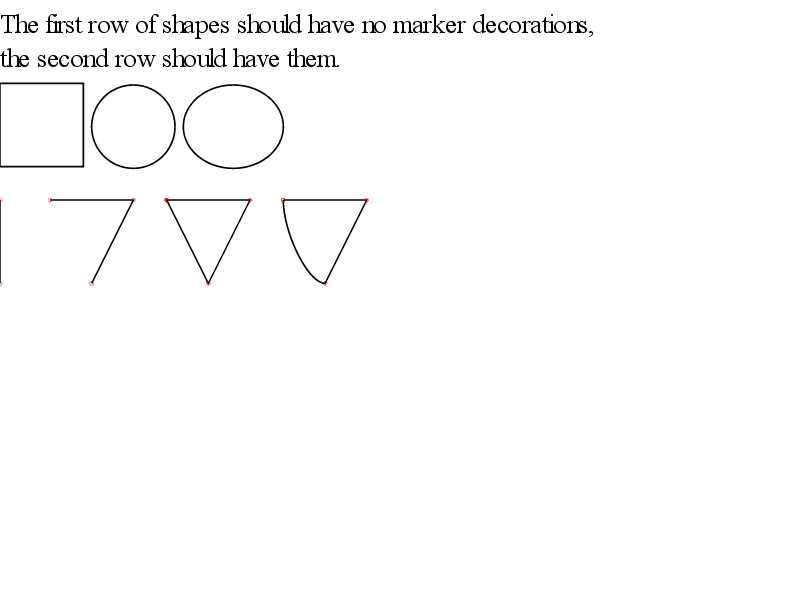 The first row of shapes should have no marker decorations,
the second row should have them.